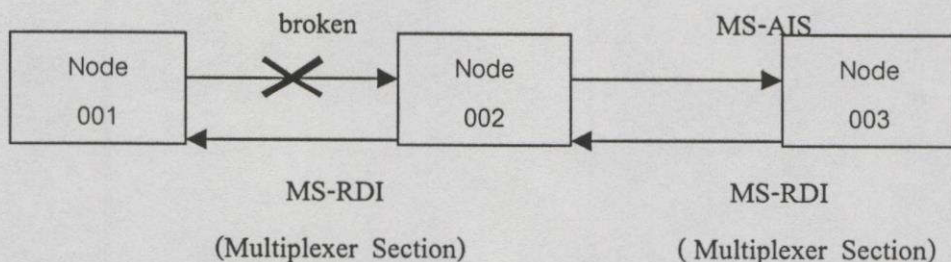 broken
MS-AIS
Node
001
Node
002
Node
003
MS-RDI
MS-RDI
(Multiplexer Section)
( Multiplexer Section)